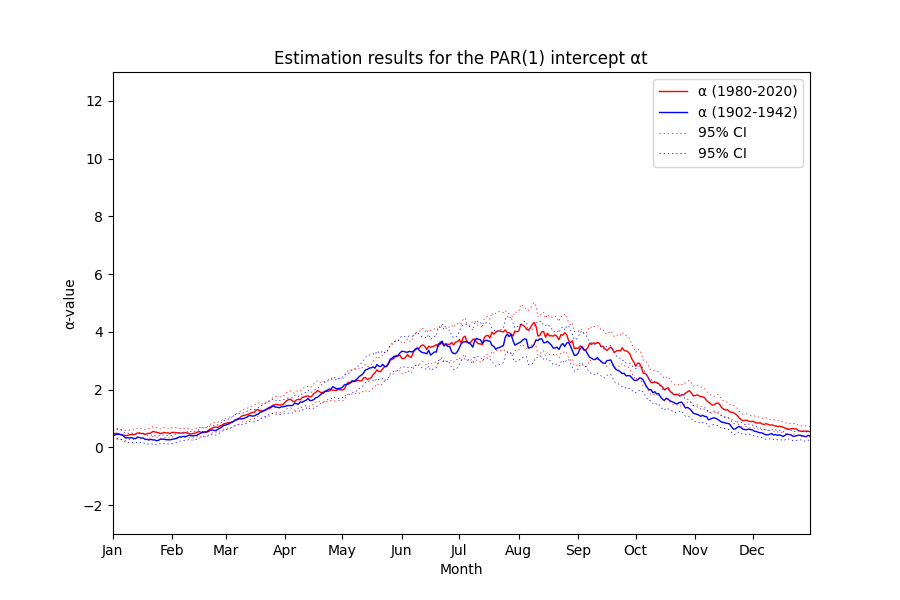 Estimation results for the PAR(1) intercept αt
α (1980-2020)
α (1902-1942)
95% CI
95% CI
12
10
8
6
4
2
0
−2
α-value
Jan Feb Mar Apr May Jun Jul Aug Sep Oct Nov Dec
Month